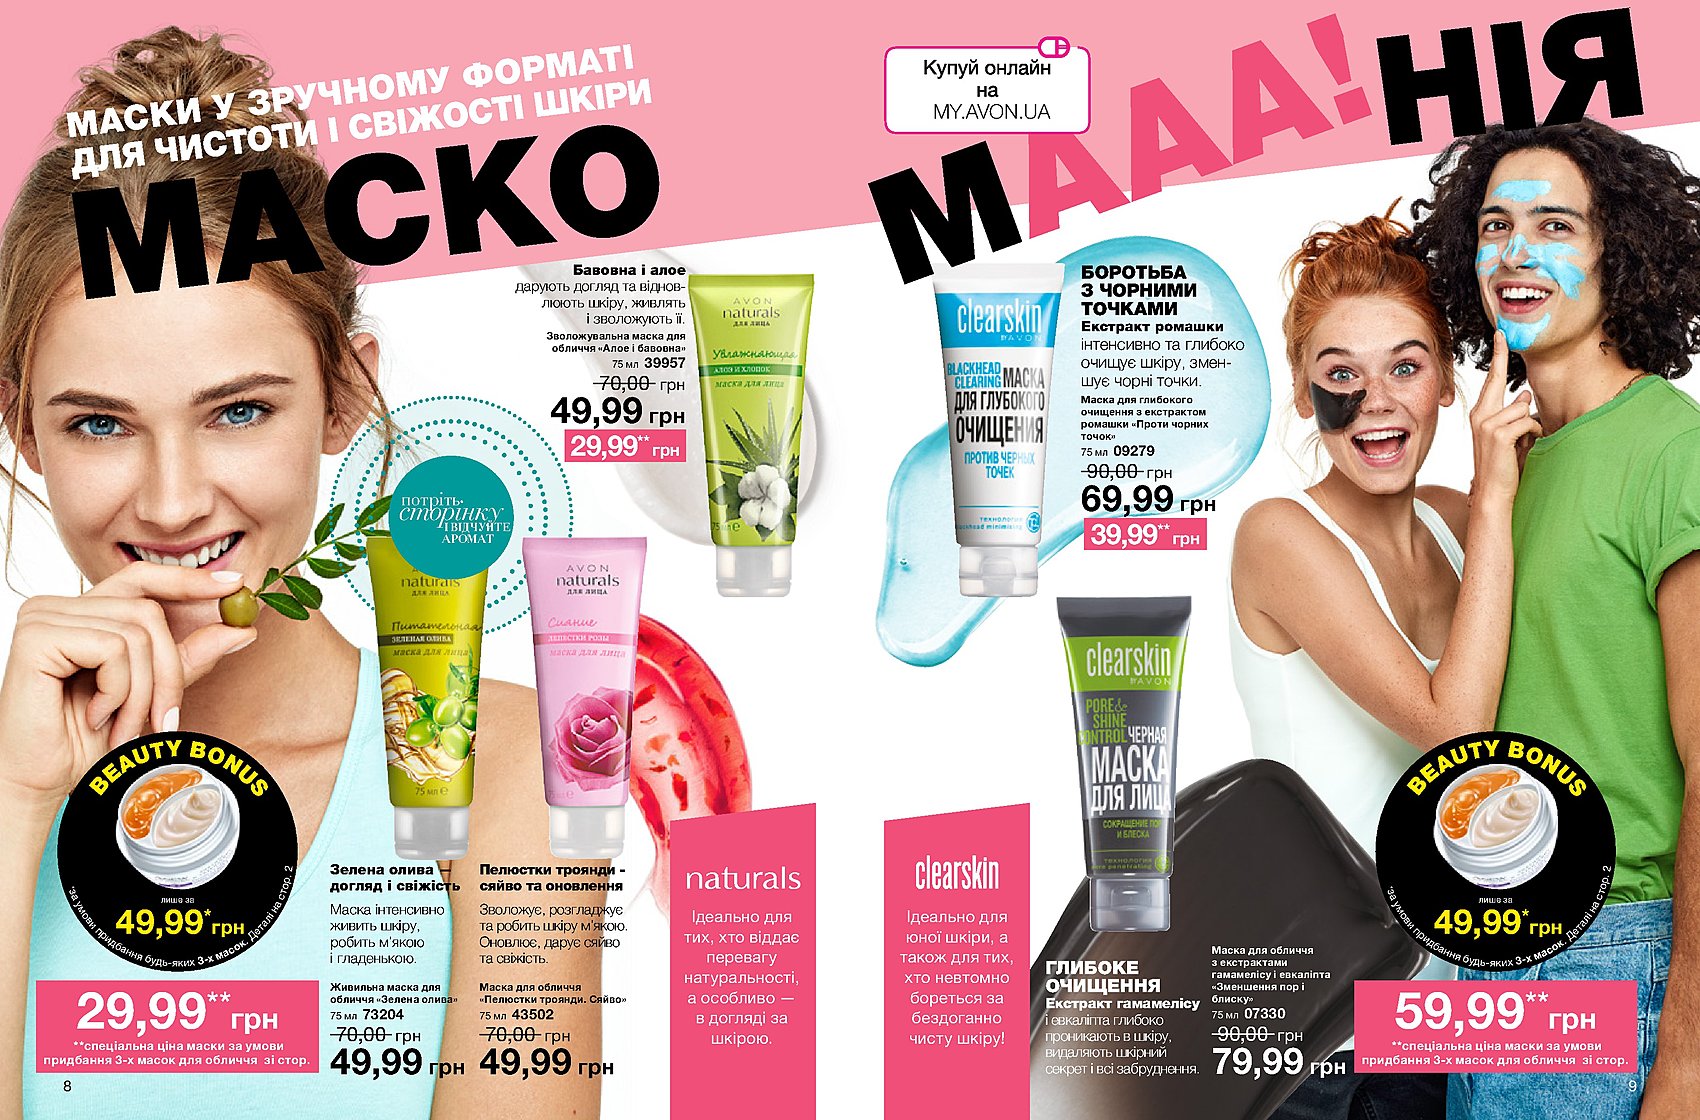 МАСКИ У ЗРУЧНОМУ ФОРМАТІ
ДЛЯ ЧИСТОТИ І СВІЖОСТІ ШКІРИ
МАСКО
МААА!НІЯ
Купуй онлайн
на
MY.AVON.UA
Бавовна і алое
дарують догляд та віднов-
люють шкіру, живлять
і зволожують її.
Зволожувальна маска для
обличчя «Алое і бавовна»
75 мл 39957
70,00 грн
49,99 грн
29,99** грн
AVON
naturals
ДЛЯ ЛИЦА
Увлажняющая
АЛОЭ И ХЛОПОК
маска для лица
75 мл e
ПОТРІТЬ
СТОРІНКУ
І ВІДЧУЙТЕ
АРОМАТ
naturals
ДЛЯ ЛИЦА
Питательная
ЗЕЛЕНАЯ ОЛИВА
маска для лица
75 мл e
AVON
naturals
ДЛЯ ЛИЦА
Сияние
ЛЕПЕСТКИ РОЗЫ
маска для лица
75 мл e
BEAUTY BONUS
лише за
49,99* грн
*за умови придбання будь-яких 3-х масок. Деталі на стор. 2
Зелена олива –
догляд і свіжість
Маска інтенсивно
живить шкіру,
робить м’якою
і гладенькою.
Живильна маска для
обличчя «Зелена олива»
75 мл 73204
70,00 грн
49,99 грн
Пелюстки троянди -
сяйво та оновлення
Зволожує, розгладжує
та робить шкіру м’якою.
Оновлює, дарує сяйво
та свіжість.
Маска для обличчя
«Пелюстки троянди. Сяйво»
75 мл 43502
70,00 грн
49,99 грн
29,99** грн
**спеціальна ціна маски за умови
придбання 3-х масок для обличчя зі стор.
8
naturals
Ідеально для
тих, хто віддає
перевагу
натуральності,
а особливо —
в догляді за
шкірою.
clearskin
BY AVON
BLACKHEAD
CLEARING МАСКА
ДЛЯ ГЛУБОКОГО
ОЧИЩЕНИЯ
ПРОТИВ ЧЕРНЫХ
ТОЧЕК
ТЕХНОЛОГИЯ
blackhead minimising
БОРОТЬБА
З ЧОРНИМИ
ТОЧКАМИ
Екстракт ромашки
інтенсивно та глибоко
очищує шкіру, змен-
шує чорні точки.
Маска для глибокого
очищення з екстрактом
ромашки «Проти чорних
точок»
75 мл 09279
90,00 грн
69,99 грн
39,99** грн
clearskin
BY AVON
PORE &
SHINE
CONTROL ЧЕРНАЯ
МАСКА
ДЛЯ ЛИЦА
СОКРАЩЕНИЕ ПОР
И БЛЕСКА
ТЕХНОЛОГИЯ
pore penetrating
clearskin
Ідеально для
юної шкіри, а
також для тих,
хто невтомно
бореться за
бездоганно
чисту шкіру!
ГЛИБОКЕ
ОЧИЩЕННЯ
Екстракт гамамелісу
і евкаліпта глибоко
проникають в шкіру,
видаляють шкірний
секрет і всі забруднення.
Маска для обличчя
з екстрактами
гамамелісу і евкаліпта
«Зменшення пор і
блиску»
75 мл 07330
90,00 грн
79,99 грн
BEAUTY BONUS
лише за
49,99* грн
*за умови придбання будь-яких 3-х масок. Деталі на стор. 2
59,99** грн
**спеціальна ціна маски за умови
придбання 3-х масок для обличчя зі стор.
9